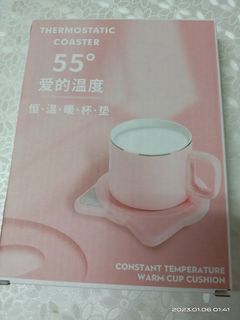 THERMOSTATIC
COASTER
55°
爱的温度
恒·温·暖·杯·垫
CONSTANT TEMPERATURE
WARM CUP CUSHION
2023.01.06 01:41